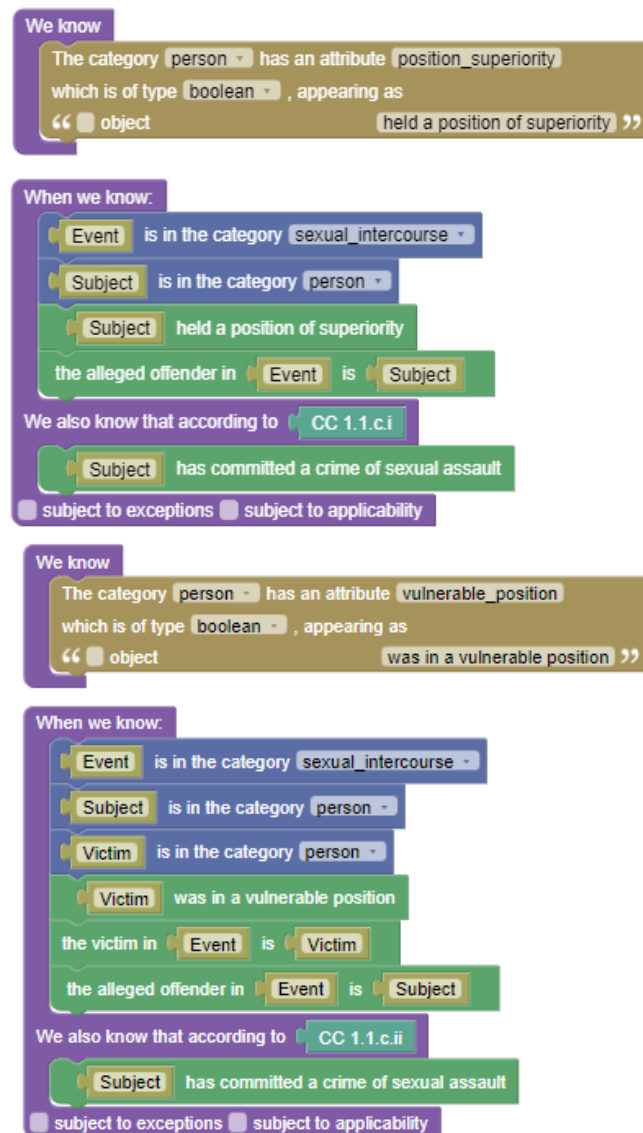 We know
The category person has an attribute position_superiority
which is of type boolean , appearing as
“ object held a position of superiority ”
When we know:
Event is in the category sexual_intercourse
Subject is in the category person
Subject held a position of superiority
the alleged offender in Event is Subject
We also know that according to CC 1.1.c.i
Subject has committed a crime of sexual assault
subject to exceptions subject to applicability
We know
The category person has an attribute vulnerable_position
which is of type boolean , appearing as
“ object was in a vulnerable position ”
When we know:
Event is in the category sexual_intercourse
Subject is in the category person
Victim is in the category person
Victim was in a vulnerable position
the victim in Event is Victim
the alleged offender in Event is Subject
We also know that according to CC 1.1.c.ii
Subject has committed a crime of sexual assault
subject to exceptions subject to applicability